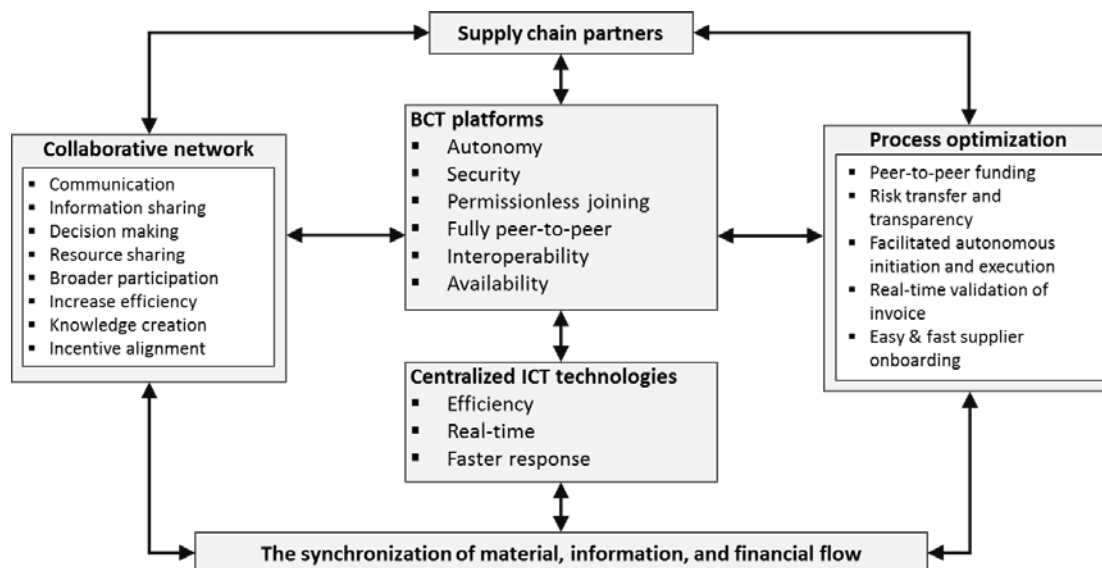 Supply chain partners
Collaborative network
Communication
Information sharing
Decision making
Resource sharing
Broader participation
Increase efficiency
Knowledge creation
Incentive alignment
BCT platforms
Autonomy
Security
Permissionless joining
Fully peer-to-peer
Interoperability
Availability
Process optimization
Peer-to-peer funding
Risk transfer and
transparency
Facilitated autonomous
initiation and execution
Real-time validation of
invoice
Easy & fast supplier
onboarding
Centralized ICT technologies
Efficiency
Real-time
Faster response
The synchronization of material, information, and financial flow